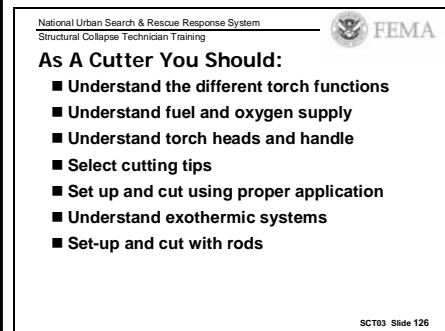 National Urban Search & Rescue Response System
Structural Collapse Technician Training
FEMA
As A Cutter You Should:
■ Understand the different torch functions
■ Understand fuel and oxygen supply
■ Understand torch heads and handle
■ Select cutting tips
■ Set up and cut using proper application
■ Understand exothermic systems
■ Set-up and cut with rods
SCT03 Slide 126